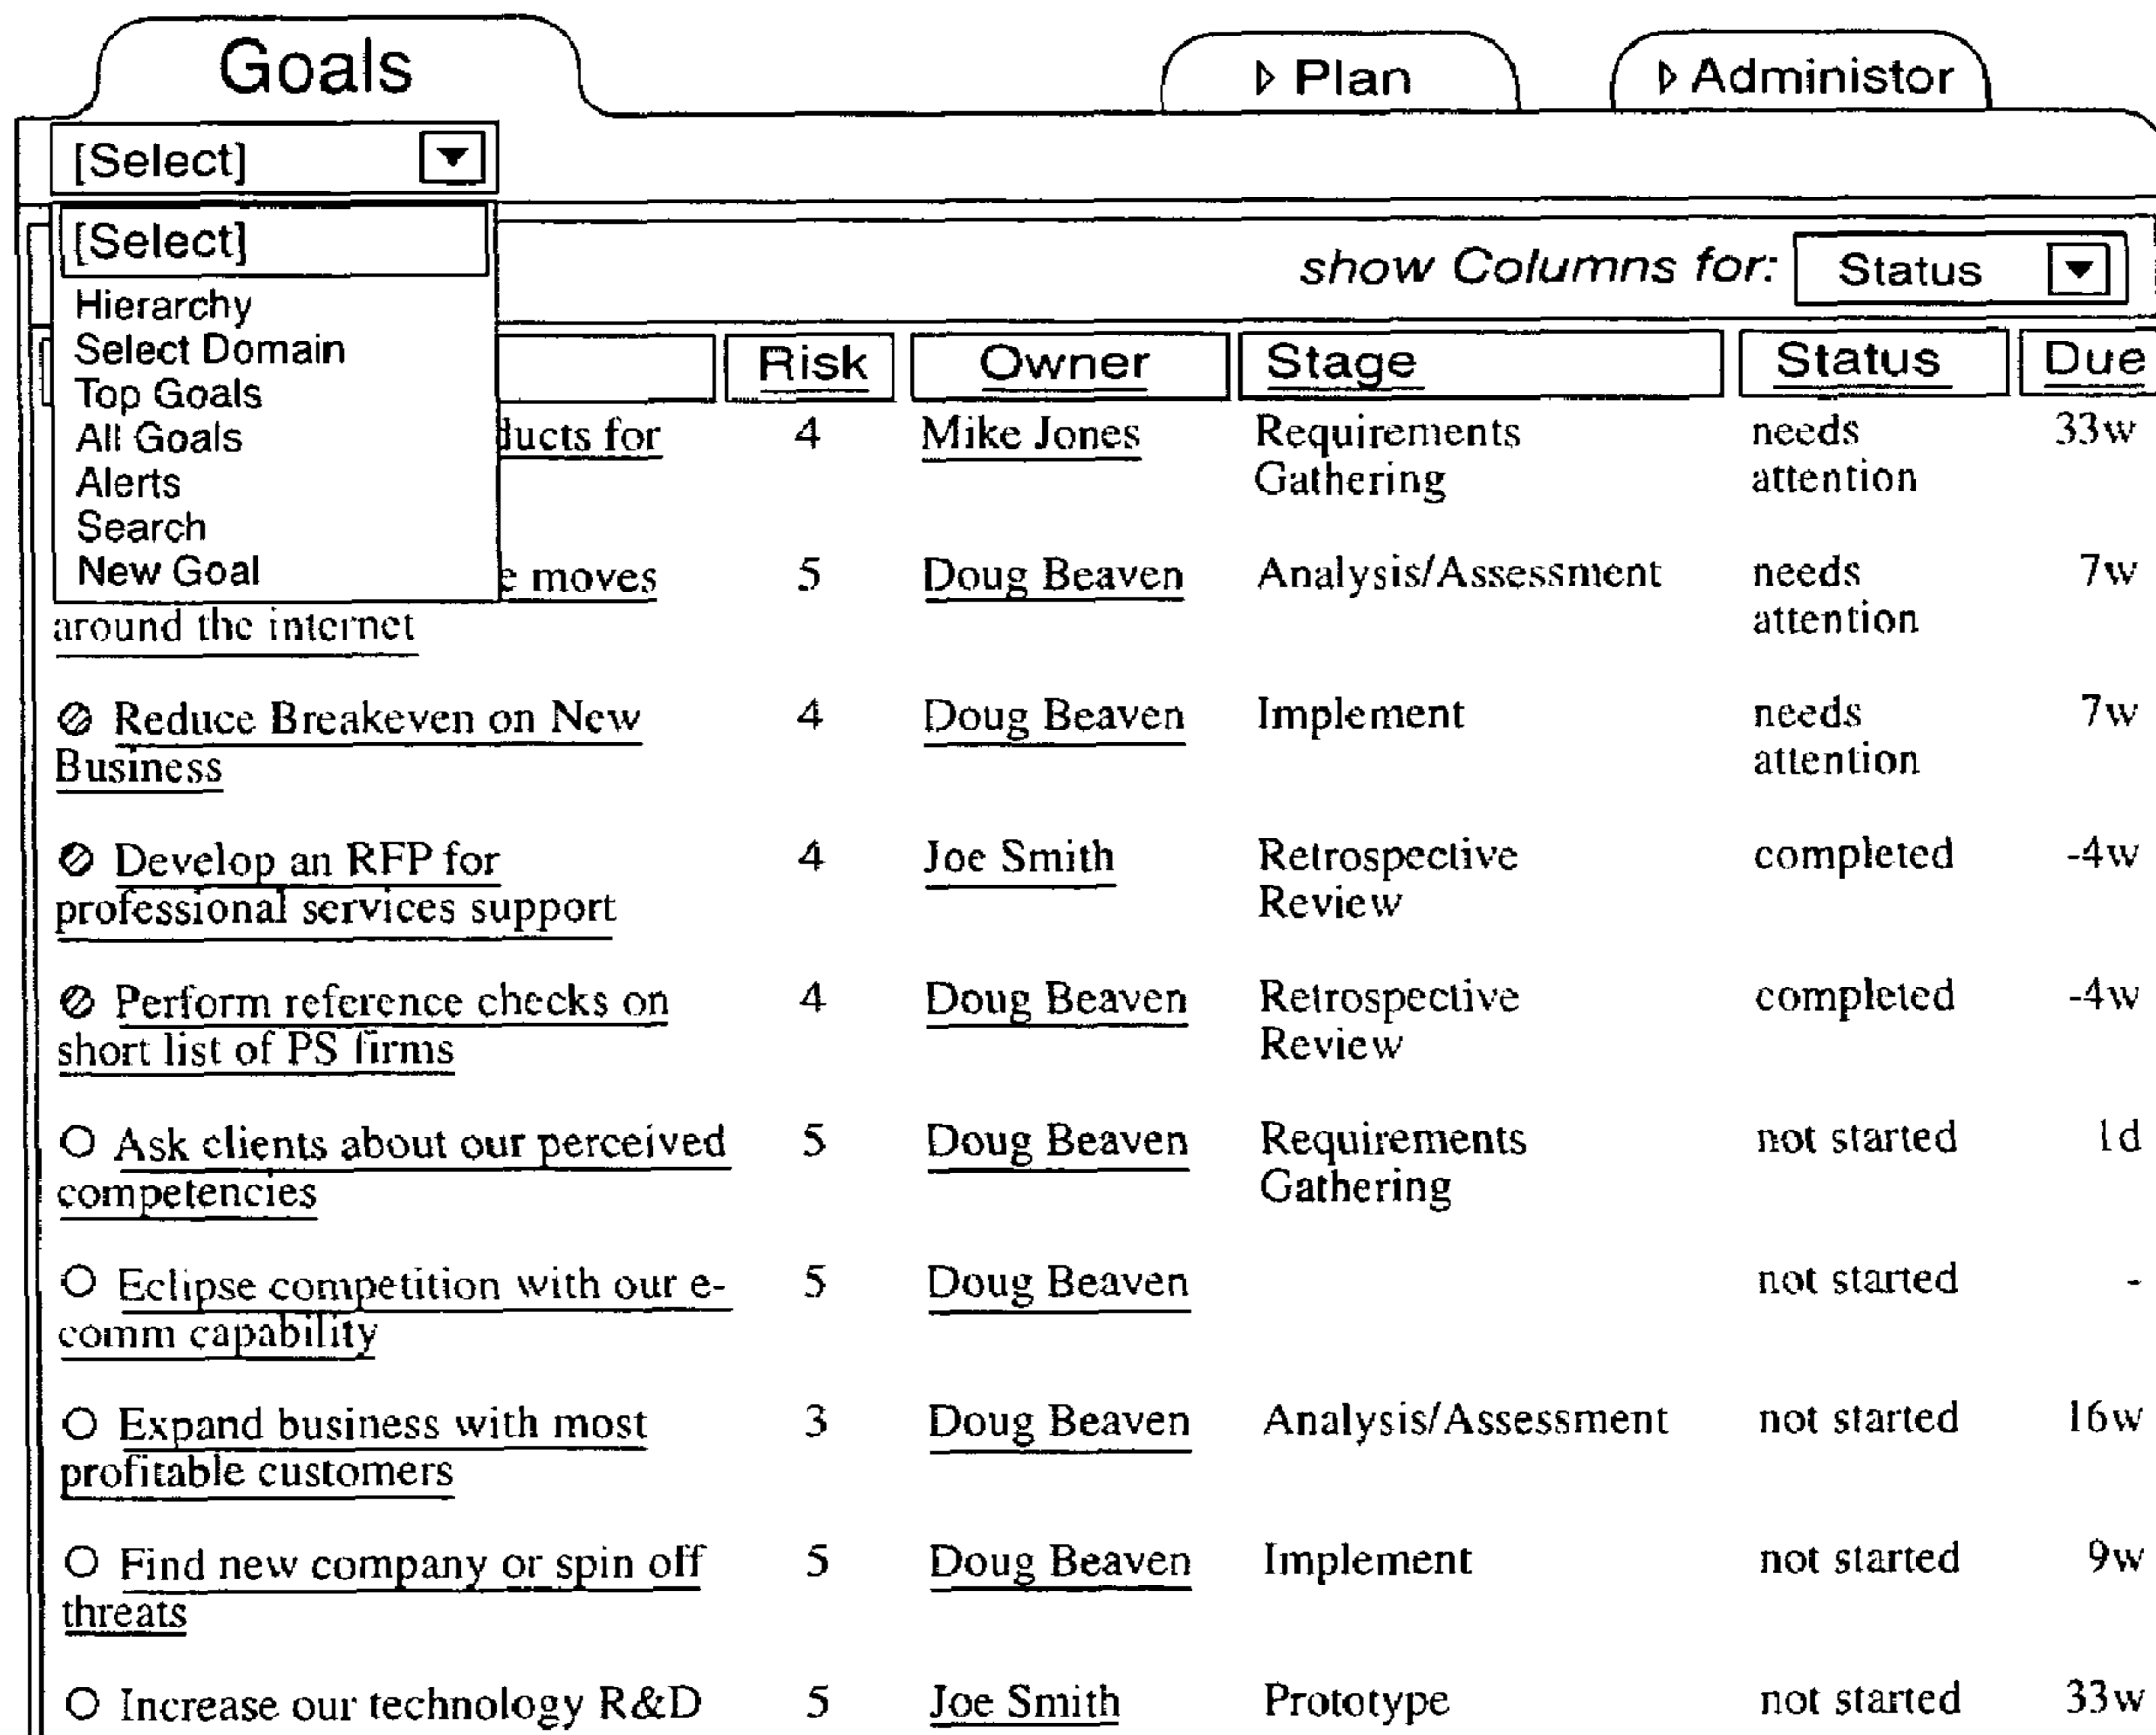 Goals
Plan
Administor
[Select]
[Select]
Hierarchy
Select Domain
Top Goals
All Goals
Alerts
Search
New Goal
show Columns for: Status
Risk Owner Stage Status Due
for 4 Mike Jones Requirements needs 33w
Gathering attention
moves 5 Doug Beaven Analysis/Assessment needs 7w
around the internet attention
Reduce Breakeven on New 4 Doug Beaven Implement needs 7w
Business attention
Develop an RFP for 4 Joe Smith Retrospective completed -4w
professional services support Review
Perform reference checks on 4 Doug Beaven Retrospective completed -4w
short list of PS firms Review
Ask clients about our perceived 5 Doug Beaven Requirements not started 1d
competencies Gathering
Eclipse competition with our e- 5 Doug Beaven not started -
comm capability
Expand business with most 3 Doug Beaven Analysis/Assessment not started 16w
profitable customers
Find new company or spin off 5 Doug Beaven Implement not started 9w
threats
Increase our technology R&D 5 Joe Smith Prototype not started 33w